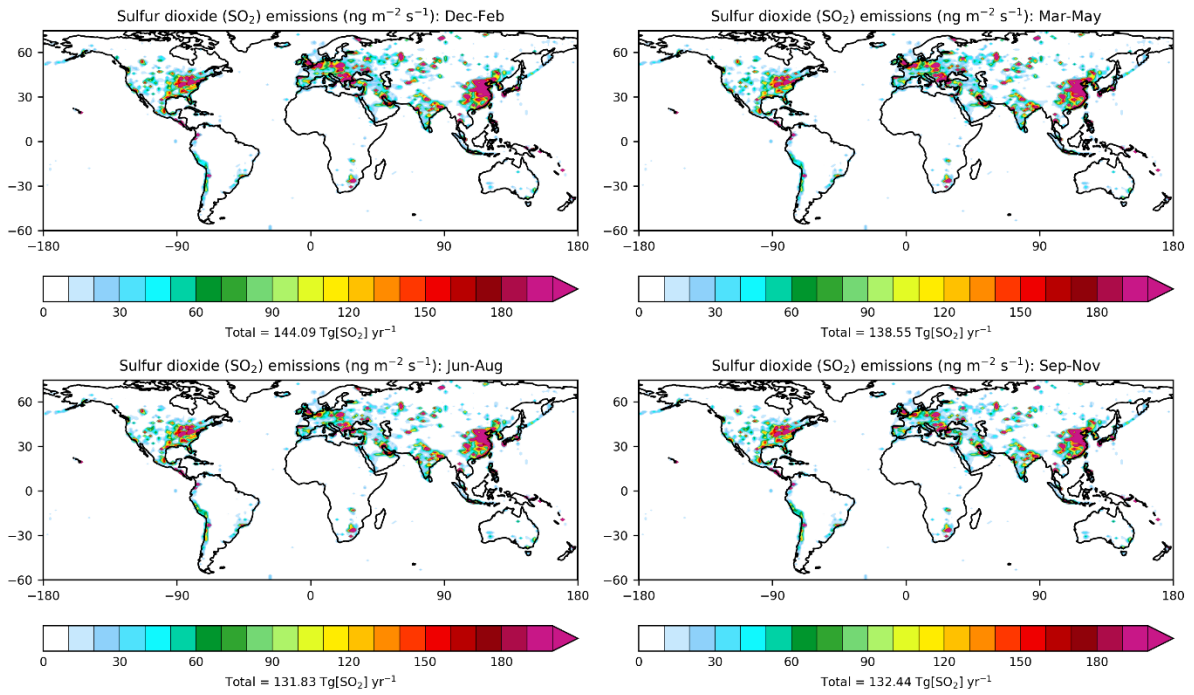 Sulfur dioxide (SO₂) emissions (ng m⁻² s⁻¹): Dec-Feb
60
30
0
−30
−60
−180 −90 0 90 180
0 30 60 90 120 150 180
Total = 144.09 Tg[SO₂] yr⁻¹
Sulfur dioxide (SO₂) emissions (ng m⁻² s⁻¹): Mar-May
60
30
0
−30
−60
−180 −90 0 90 180
0 30 60 90 120 150 180
Total = 138.55 Tg[SO₂] yr⁻¹
Sulfur dioxide (SO₂) emissions (ng m⁻² s⁻¹): Jun-Aug
60
30
0
−30
−60
−180 −90 0 90 180
0 30 60 90 120 150 180
Total = 131.83 Tg[SO₂] yr⁻¹
Sulfur dioxide (SO₂) emissions (ng m⁻² s⁻¹): Sep-Nov
60
30
0
−30
−60
−180 −90 0 90 180
0 30 60 90 120 150 180
Total = 132.44 Tg[SO₂] yr⁻¹